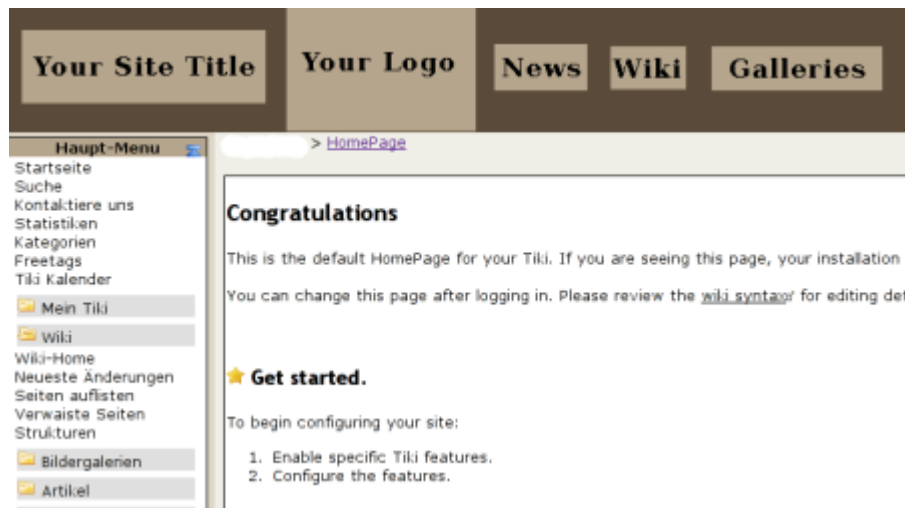 Your Site Title
Your Logo
News
Wiki
Galleries
Haupt-Menu
Startseite
Suche
Kontaktiere uns
Statistiken
Kategorien
Freetags
Tiki Kalender
Mein Tiki
Wiki
Wiki-Home
Neueste Änderungen
Seiten auflisten
Verwaiste Seiten
Strukturen
Bildergalerien
Artikel
> HomePage
Congratulations
This is the default HomePage for your Tiki. If you are seeing this page, your installation
You can change this page after logging in. Please review the wiki syntax for editing det
Get started.
To begin configuring your site:
1. Enable specific Tiki features.
2. Configure the features.